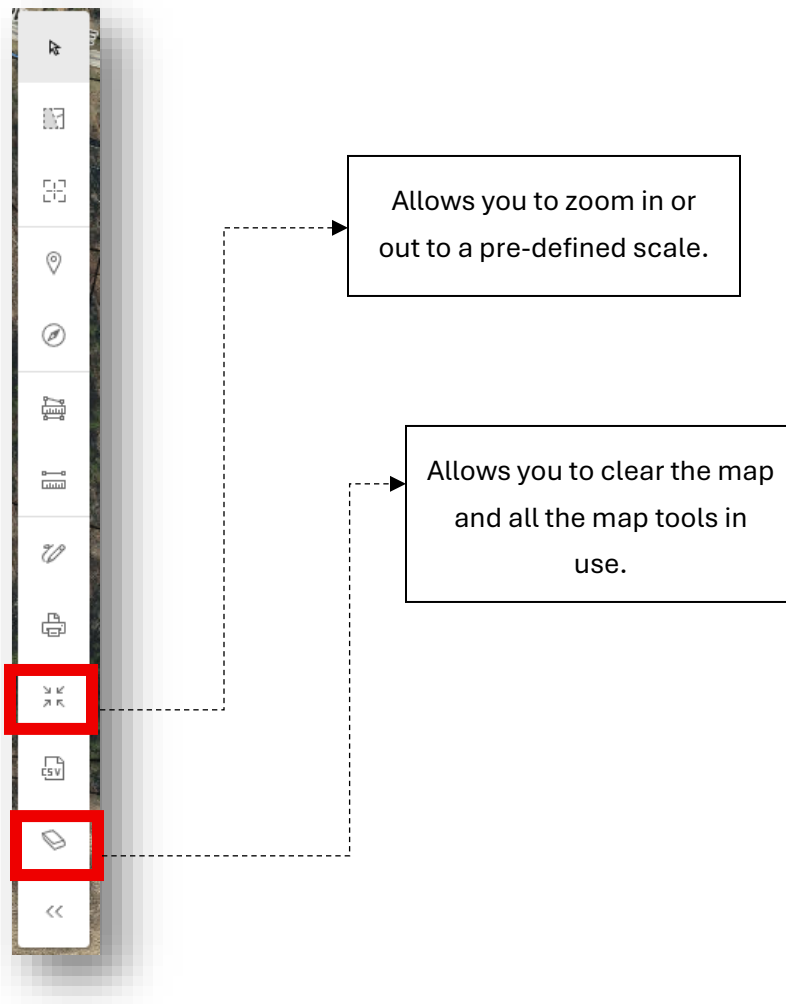 Allows you to zoom in or
out to a pre-defined scale.
Allows you to clear the map
and all the map tools in
use.
CSV